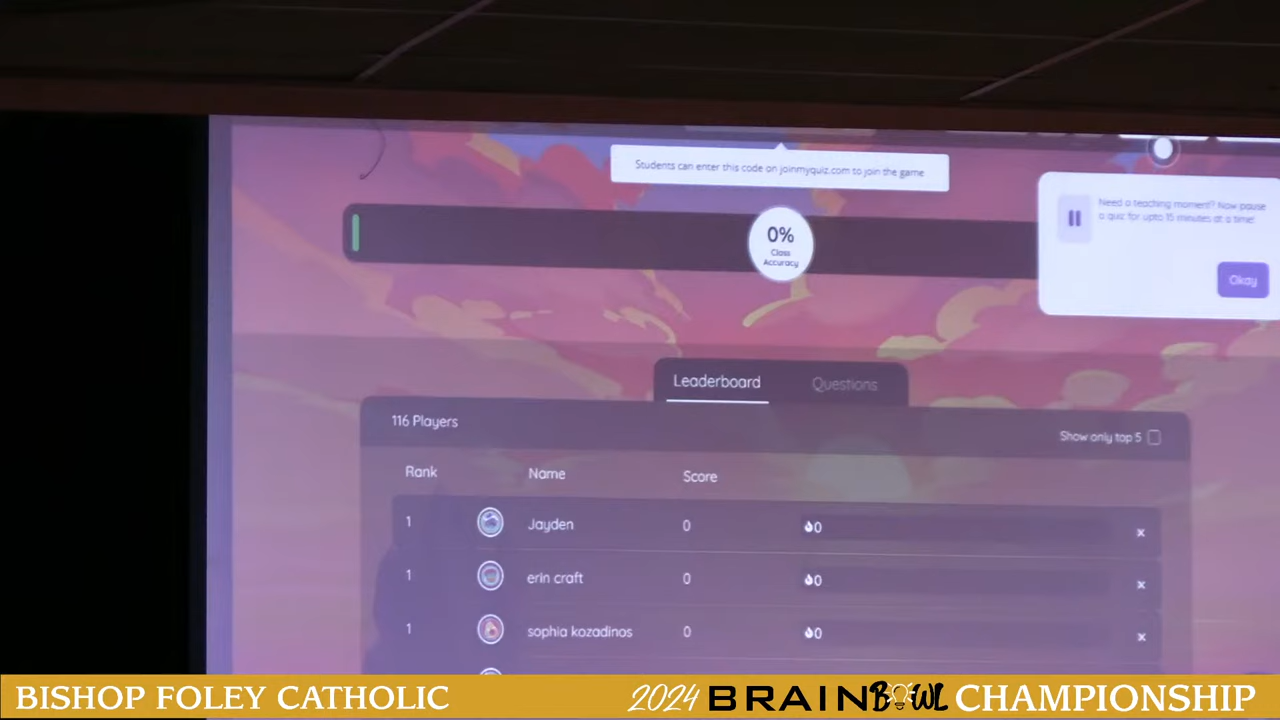 Students can enter this code on joinmyquiz.com to join the game
Need a teaching moment? Now pause
a quiz for upto 15 minutes at a time!
0%
Class
Accuracy
Okay
Leaderboard
Questions
116 Players
Show only top 5
Rank Name Score
1 Jayden 0 0 x
1 erin craft 0 0 x
1 sophia kozadinos 0 0 x
BISHOP FOLEY CATHOLIC 2024 BRAIN BOWL CHAMPIONSHIP